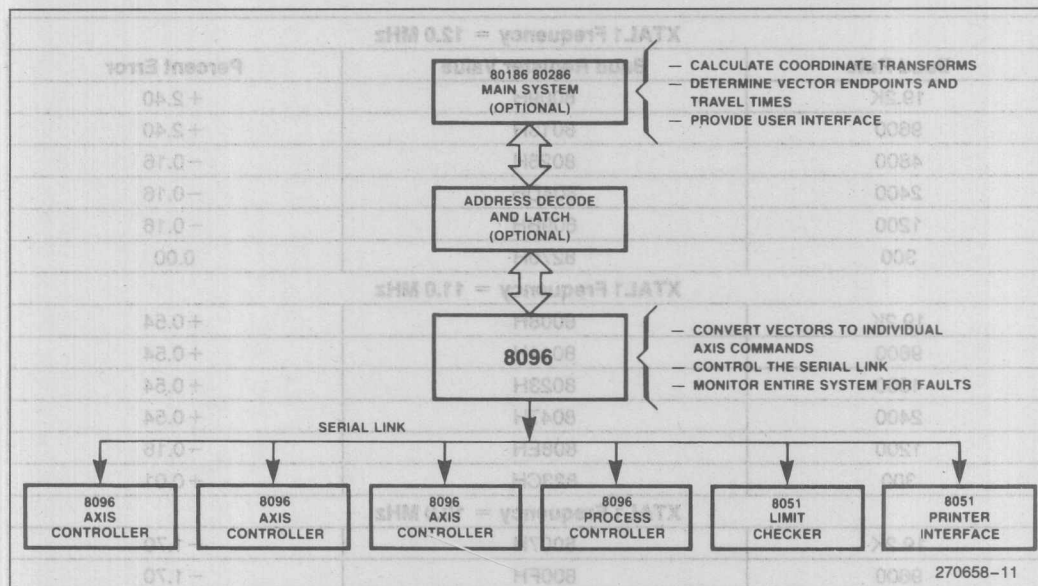 80186 80286
MAIN SYSTEM
(OPTIONAL)
— CALCULATE COORDINATE TRANSFORMS
— DETERMINE VECTOR ENDPOINTS AND
TRAVEL TIMES
— PROVIDE USER INTERFACE
ADDRESS DECODE
AND LATCH
(OPTIONAL)
8096
— CONVERT VECTORS TO INDIVIDUAL
AXIS COMMANDS
— CONTROL THE SERIAL LINK
— MONITOR ENTIRE SYSTEM FOR FAULTS
SERIAL LINK
8096
AXIS
CONTROLLER
8096
AXIS
CONTROLLER
8096
AXIS
CONTROLLER
8096
PROCESS
CONTROLLER
8051
LIMIT
CHECKER
8051
PRINTER
INTERFACE
270658-11